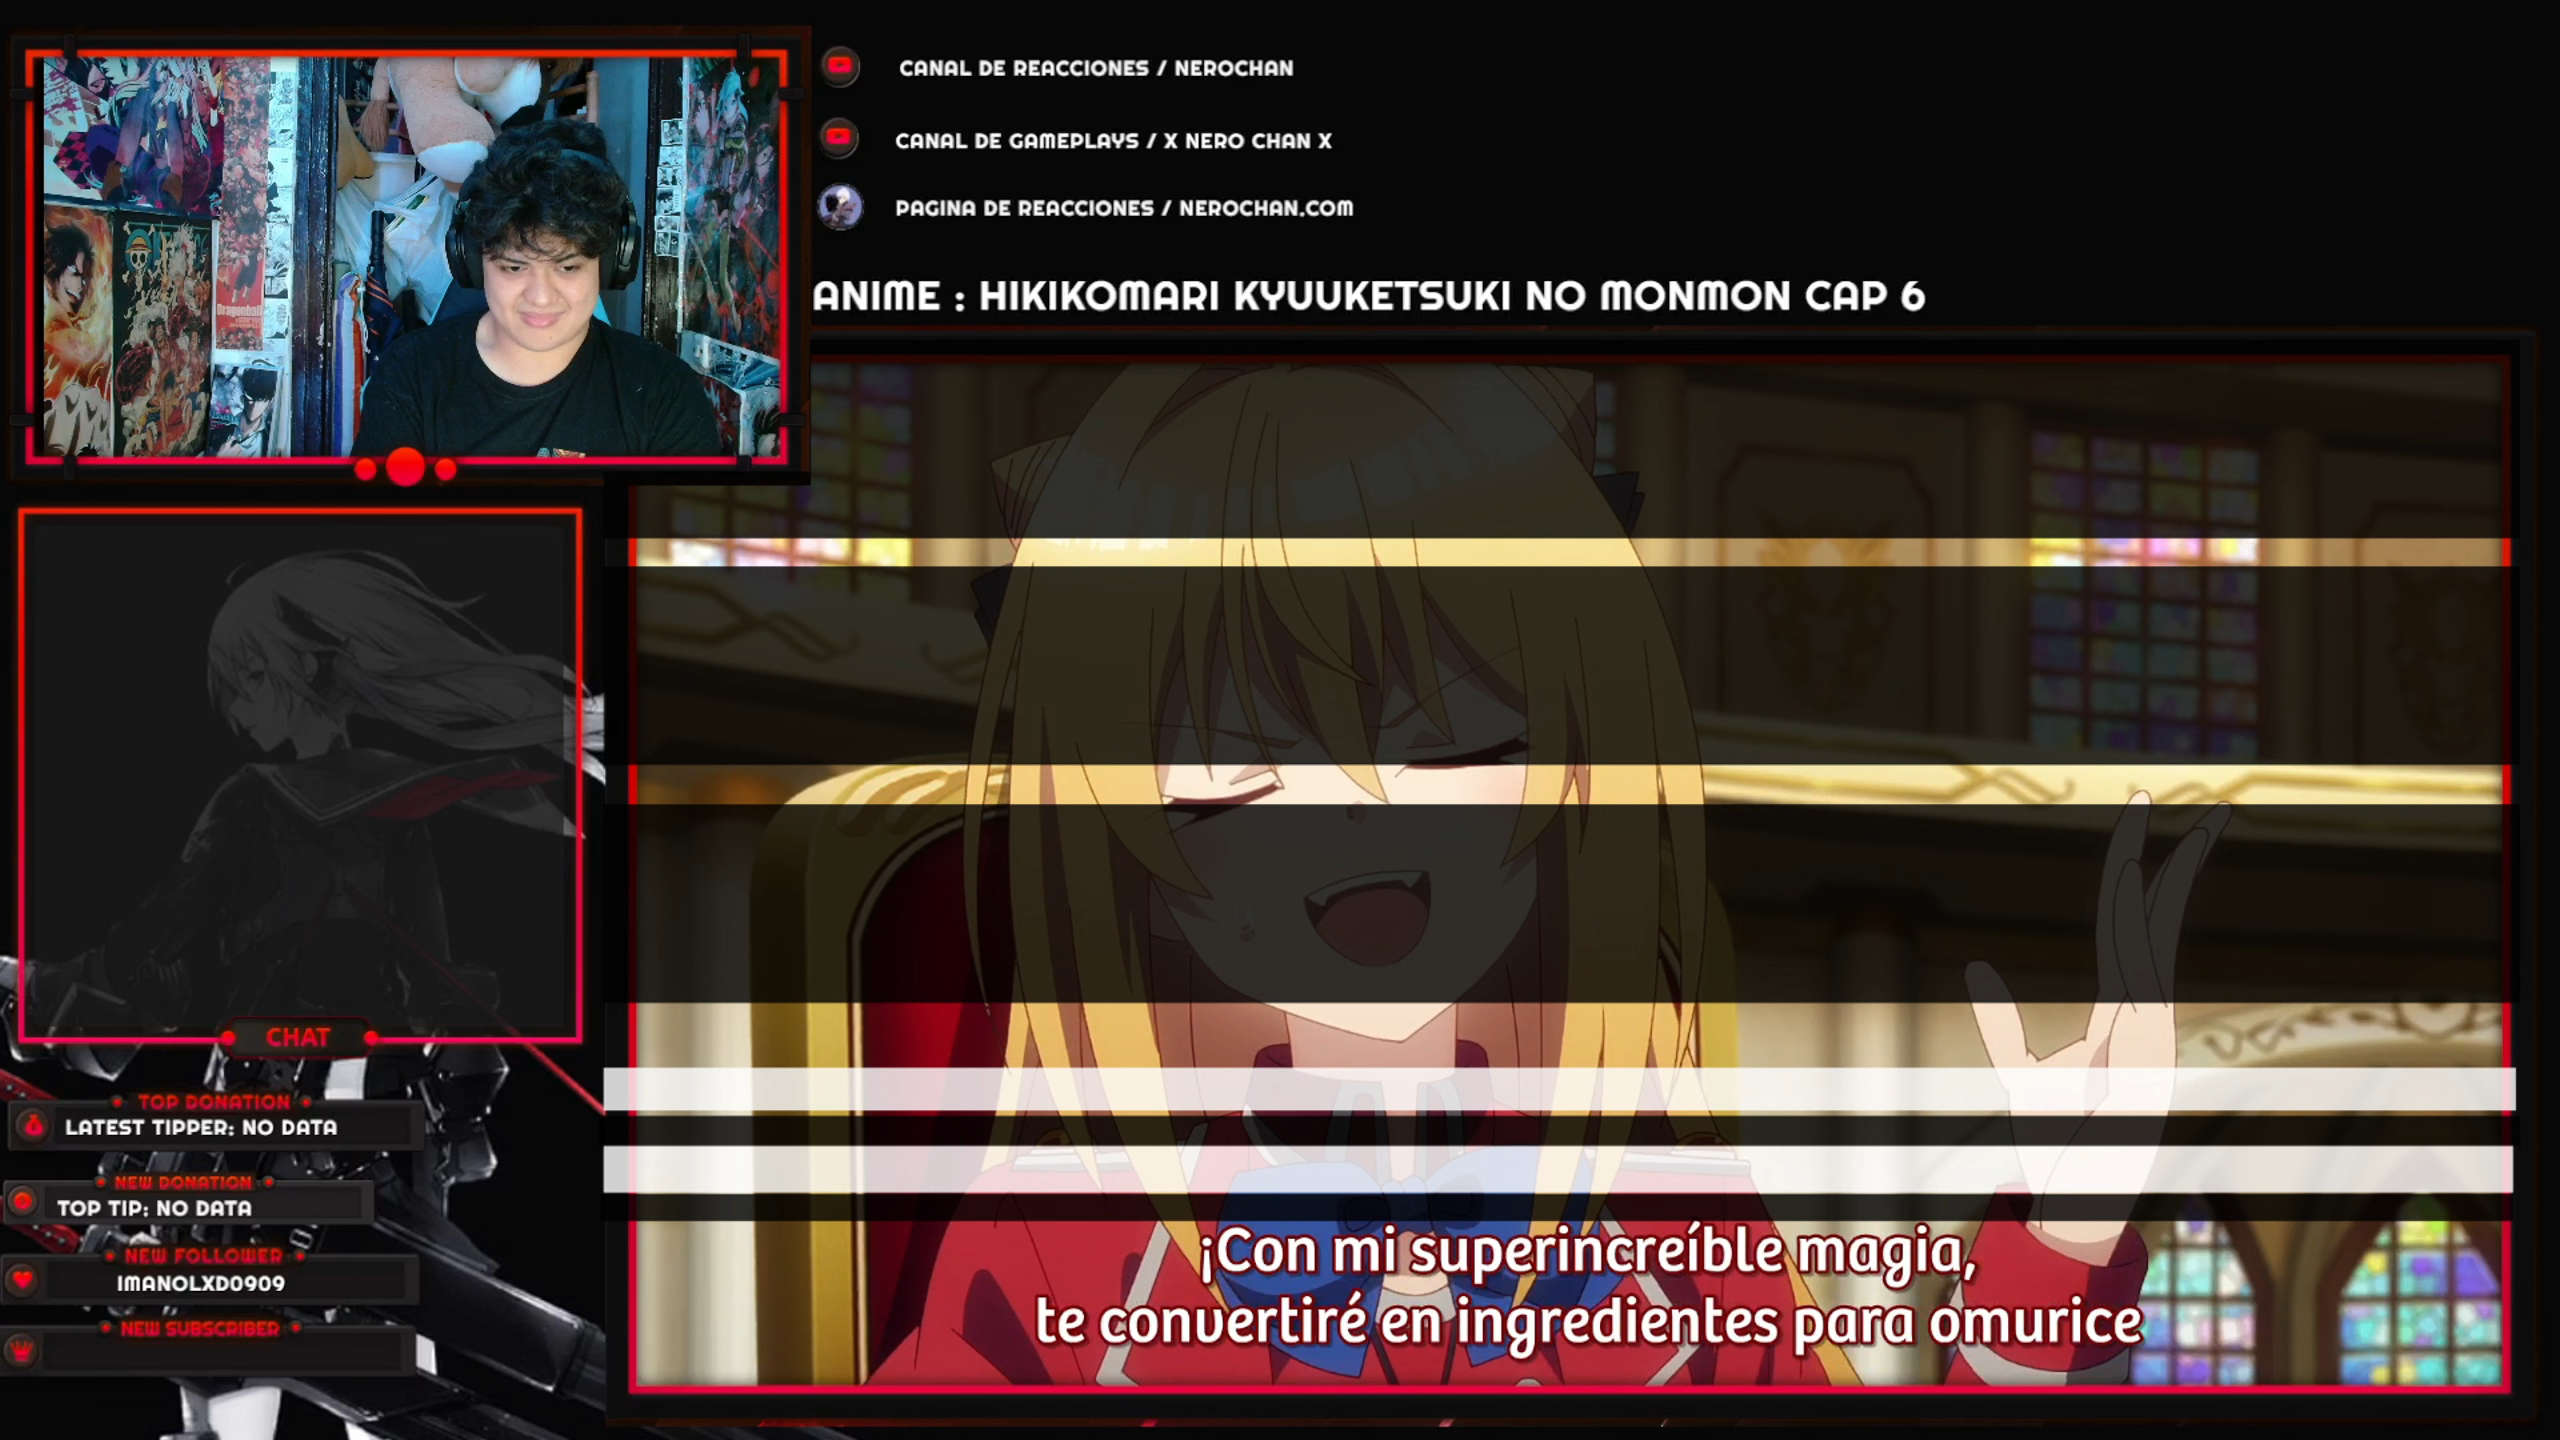 CANAL DE REACCIONES / NEROCHAN
CANAL DE GAMEPLAYS / X NERO CHAN X
PAGINA DE REACCIONES / NEROCHAN.COM
ANIME : HIKIKOMARI KYUUKETSUKI NO MONMON CAP 6
Dragonball
CHAT
TOP DONATION
LATEST TIPPER: NO DATA
NEW DONATION
TOP TIP: NO DATA
NEW FOLLOWER
IMANOLXD0909
NEW SUBSCRIBER
¡Con mi superincreíble magia,
te convertiré en ingredientes para omurice